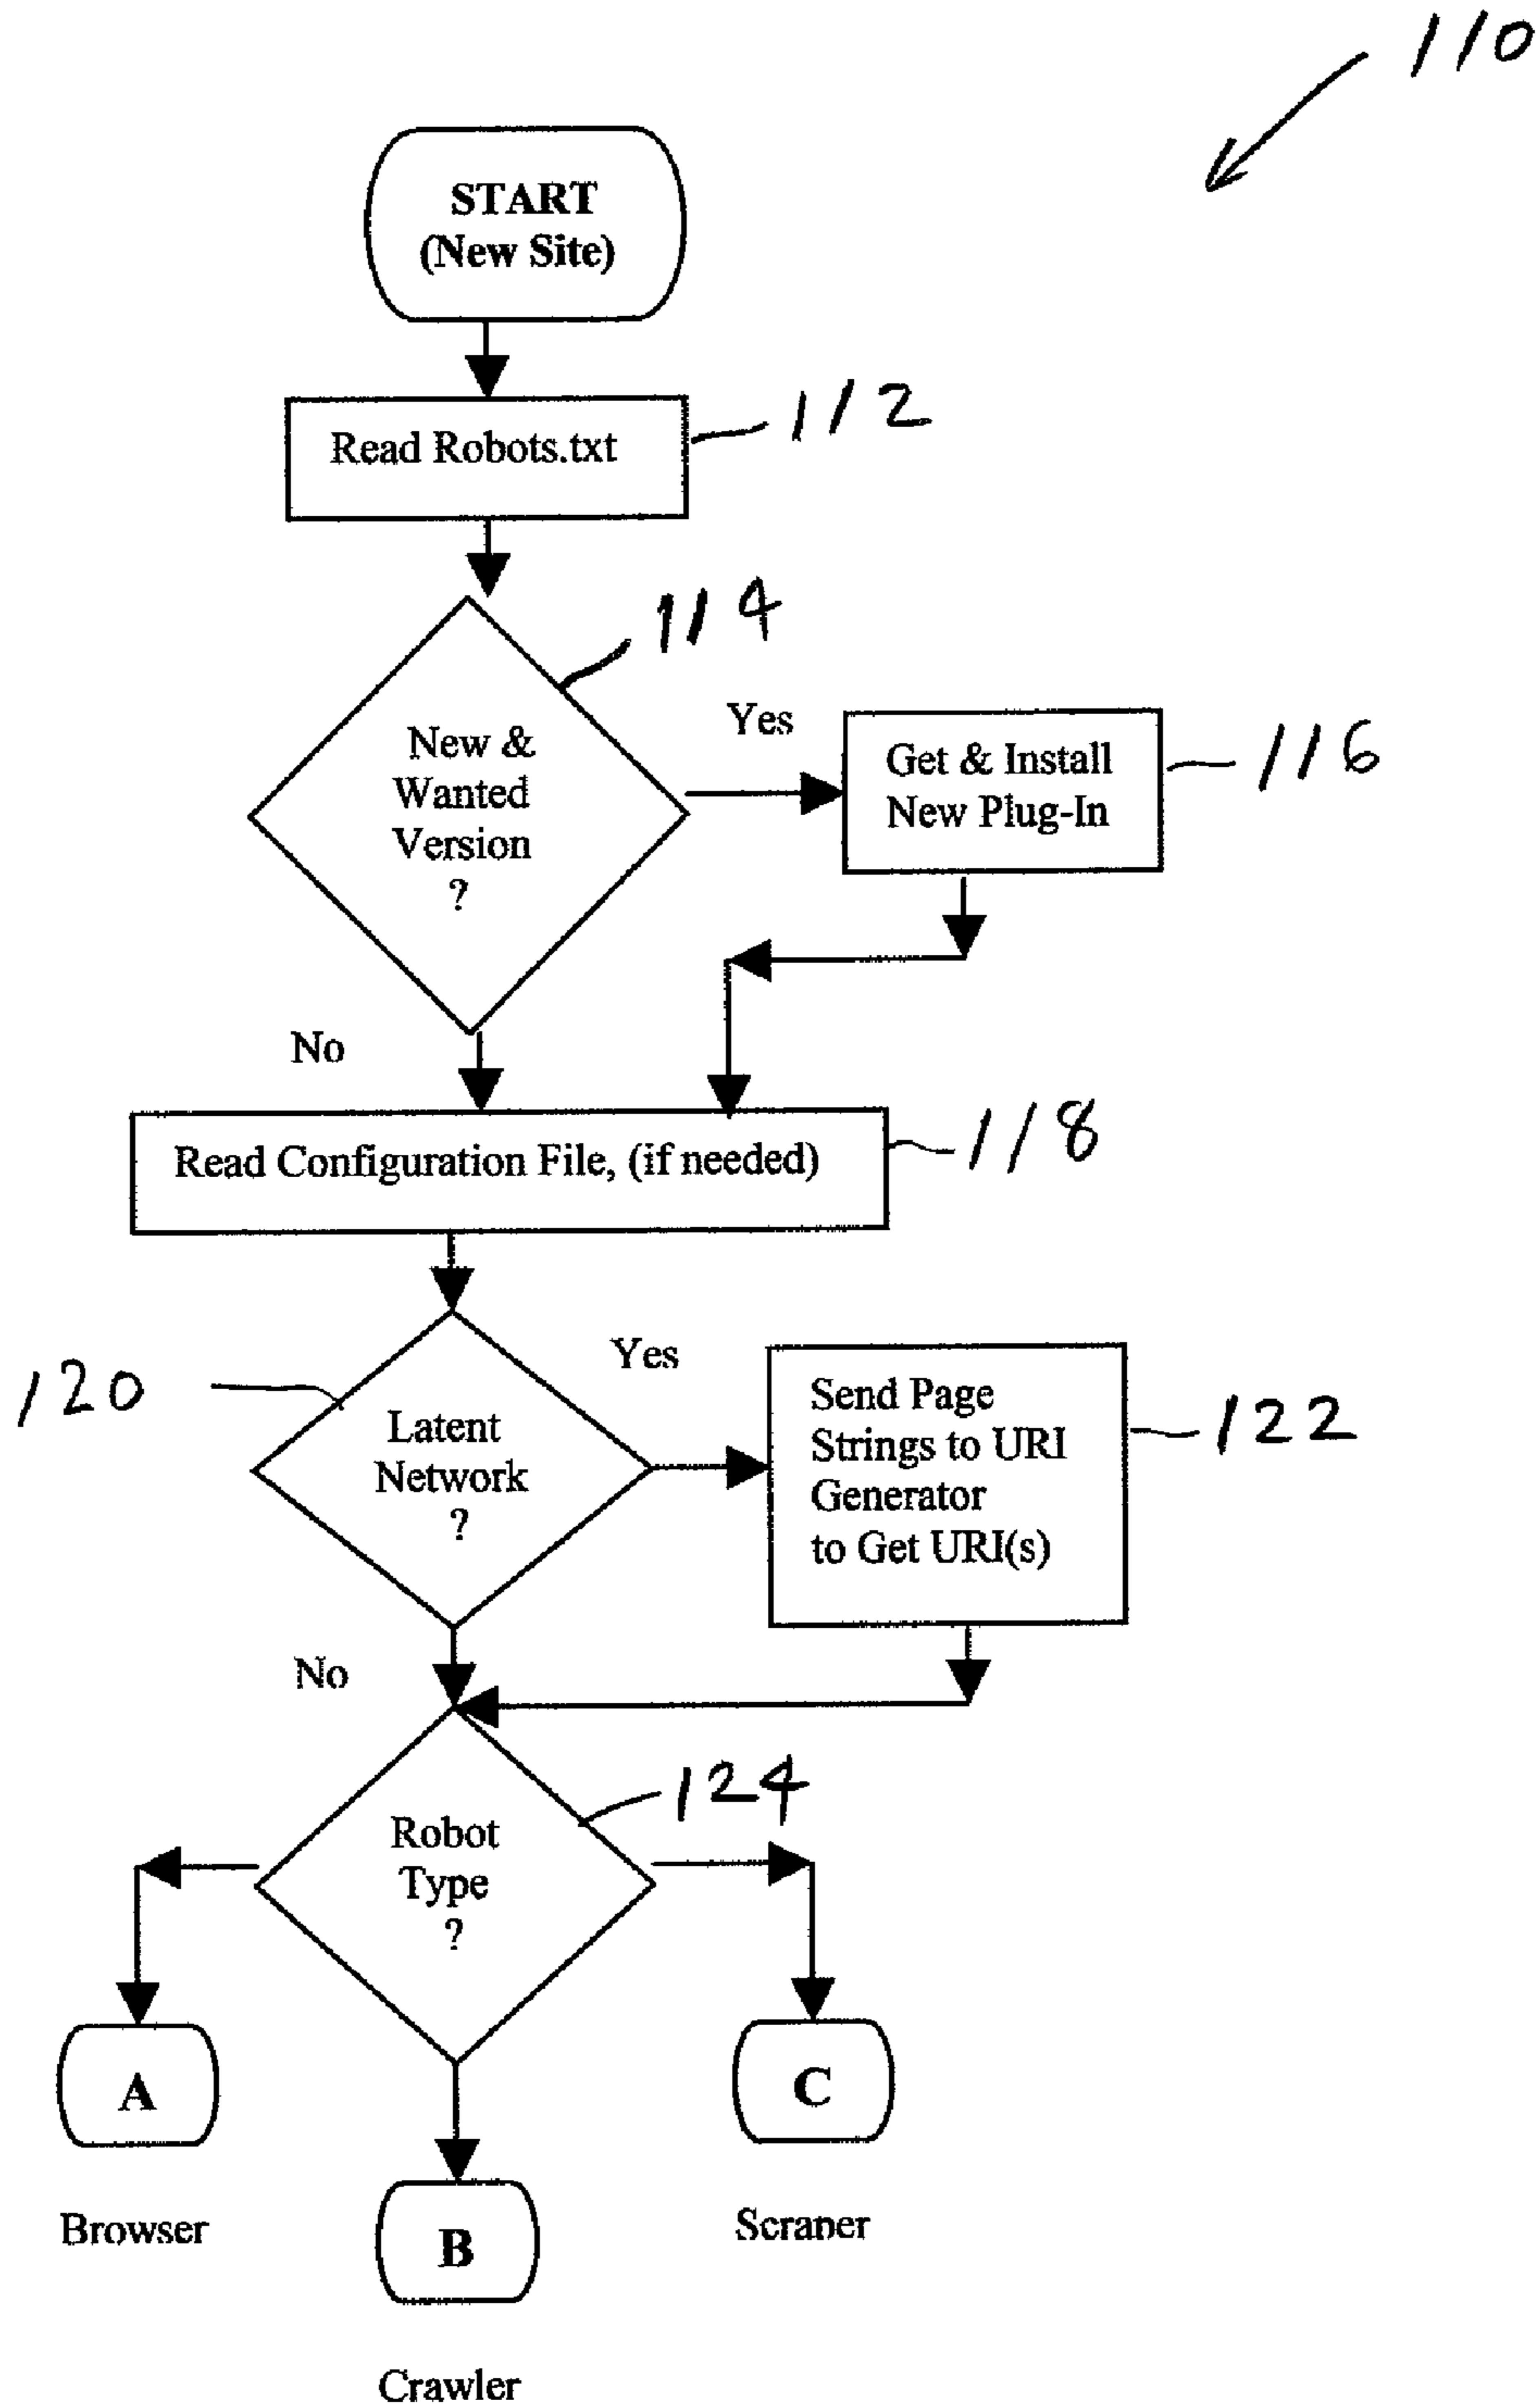 110
START
(New Site)
Read Robots.txt
112
114
New &
Wanted
Version
?
Yes
Get & Install
New Plug-In
116
No
Read Configuration File, (if needed)
118
120
Latent
Network
?
Yes
Send Page
Strings to URI
Generator
to Get URI(s)
122
No
124
Robot
Type
?
A
Browser
B
Crawler
C
Scraper